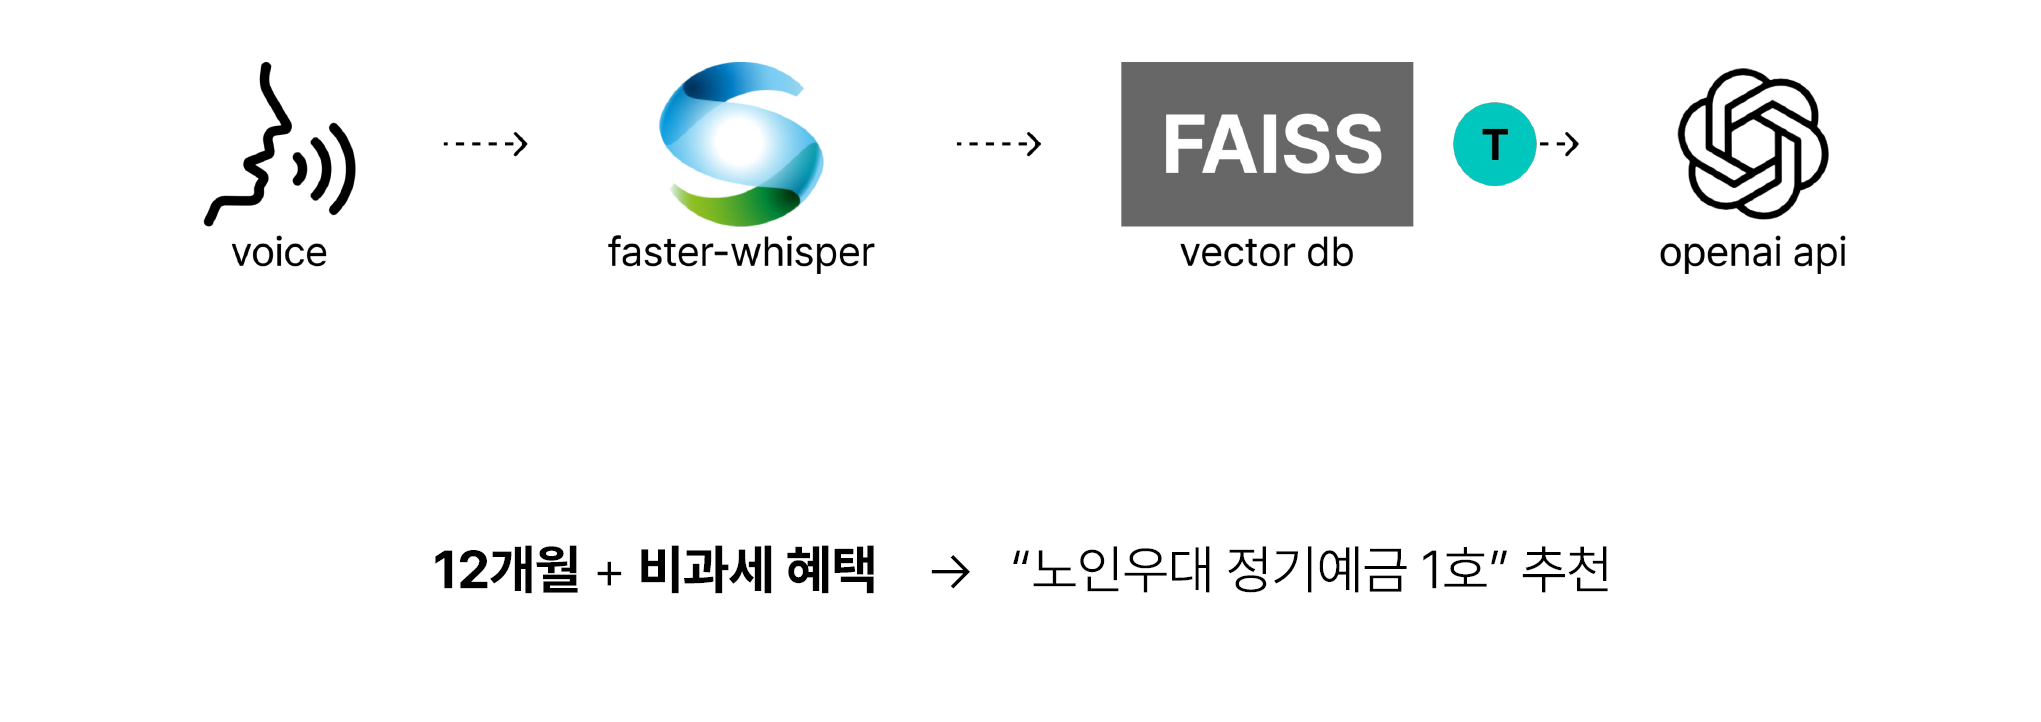 FAISS
T
voice
faster-whisper
vector db
openai api
12개월 + 비과세 혜택 → “노인우대 정기예금 1호” 추천